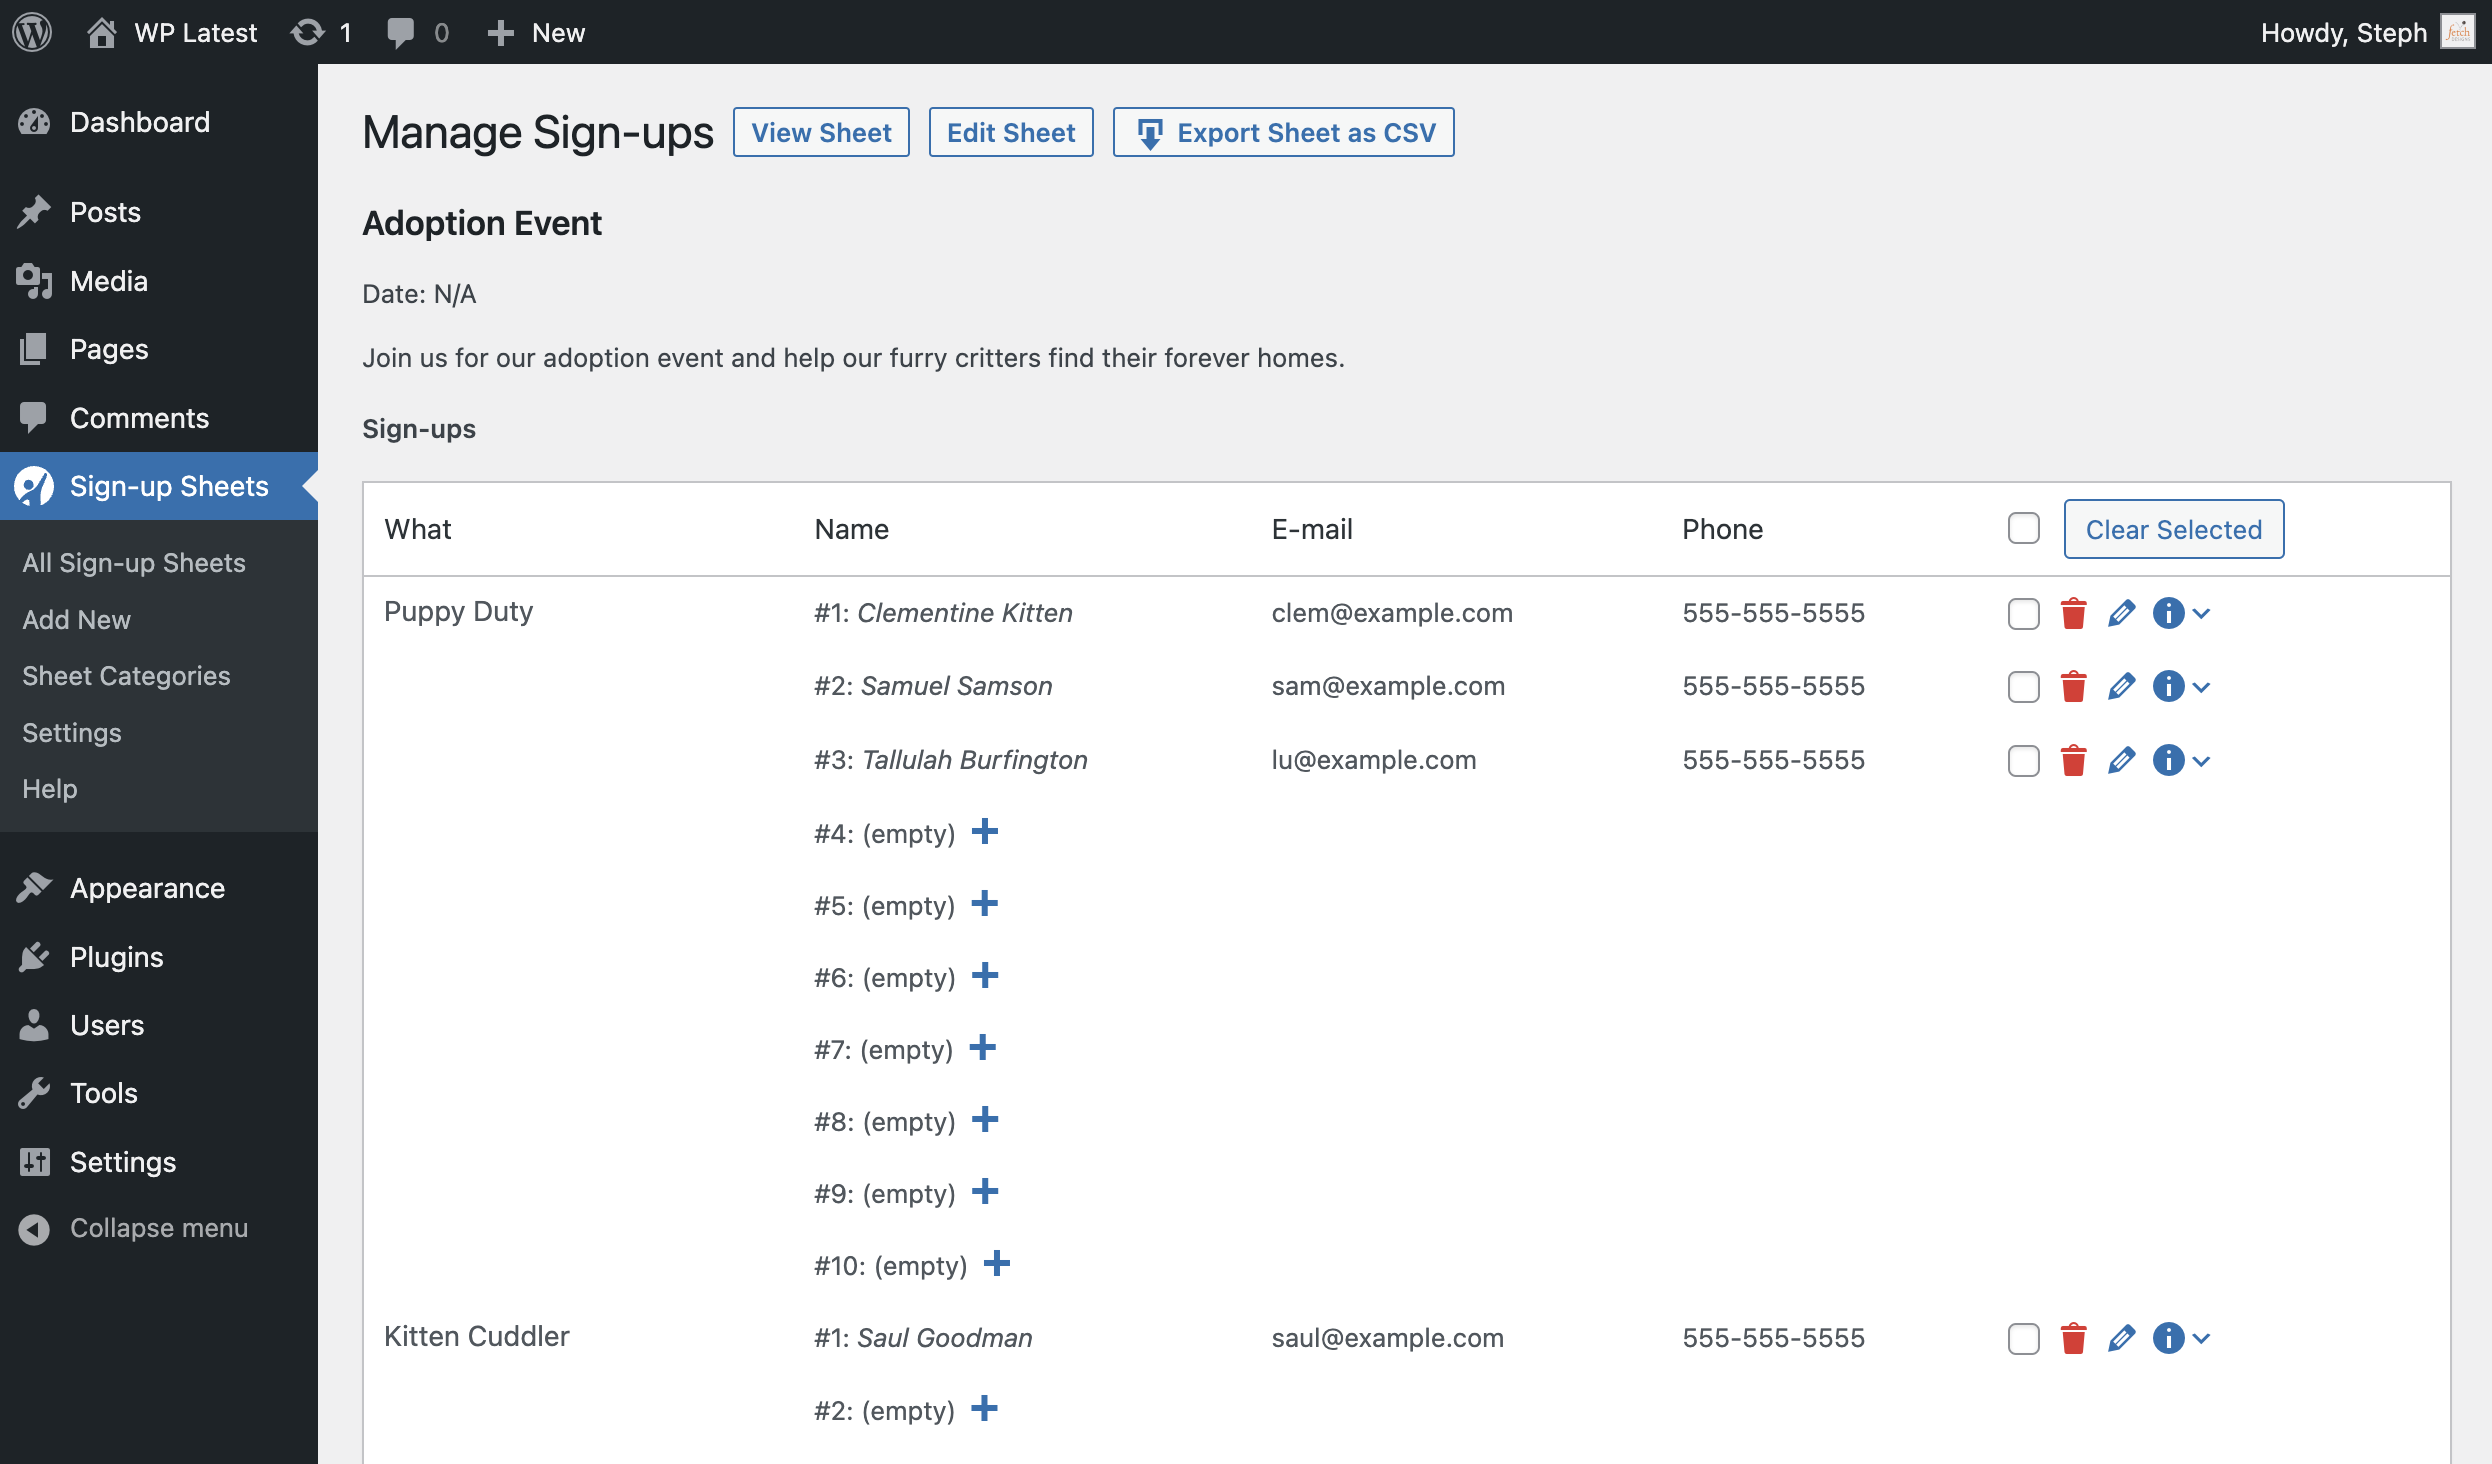 WP Latest 1 0 New Howdy, Steph fetch
Dashboard
Posts
Media
Pages
Comments
Sign-up Sheets
All Sign-up Sheets
Add New
Sheet Categories
Settings
Help
Appearance
Plugins
Users
Tools
Settings
Collapse menu
Manage Sign-ups View Sheet Edit Sheet Export Sheet as CSV
Adoption Event
Date: N/A
Join us for our adoption event and help our furry critters find their forever homes.
Sign-ups
What Name E-mail Phone Clear Selected
Puppy Duty #1: Clementine Kitten clem@example.com 555-555-5555
#2: Samuel Samson sam@example.com 555-555-5555
#3: Tallulah Burfington lu@example.com 555-555-5555
#4: (empty)
#5: (empty)
#6: (empty)
#7: (empty)
#8: (empty)
#9: (empty)
#10: (empty)
Kitten Cuddler #1: Saul Goodman saul@example.com 555-555-5555
#2: (empty)